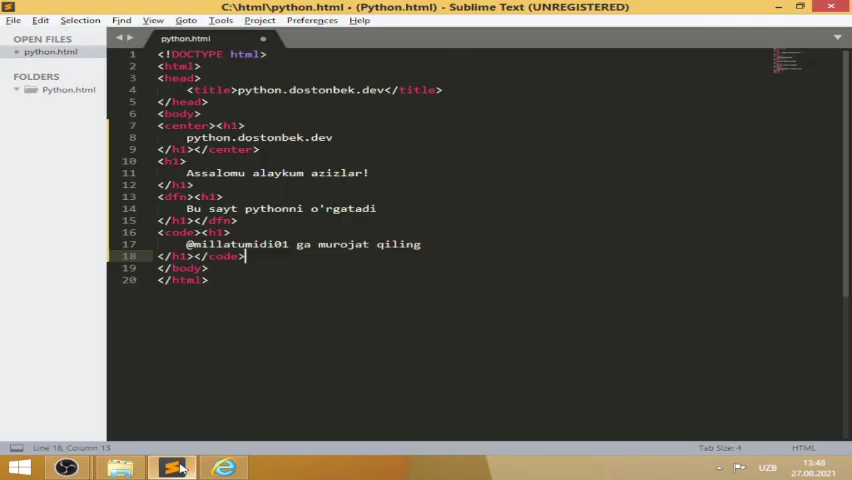 C:\html\python.html • (Python.html) - Sublime Text (UNREGISTERED)
File Edit Selection Find View Goto Tools Project Preferences Help
OPEN FILES
python.html
FOLDERS
Python.html
python.html
1 <!DOCTYPE html>
2 <html>
3 <head>
4 <title>python.dostonbek.dev</title>
5 </head>
6 <body>
7 <center><h1>
8 python.dostonbek.dev
9 </h1></center>
10 <h1>
11 Assalomu alaykum azizlar!
12 </h1>
13 <dfn><h1>
14 Bu sayt pythonni o'rgatadi
15 </h1></dfn>
16 <code><h1>
17 @millatumidi01 ga murojat qiling
18 </h1></code>
19 </body>
20 </html>
Line 18, Column 13
Tab Size: 4
HTML
UZB
13:48
27.08.2021